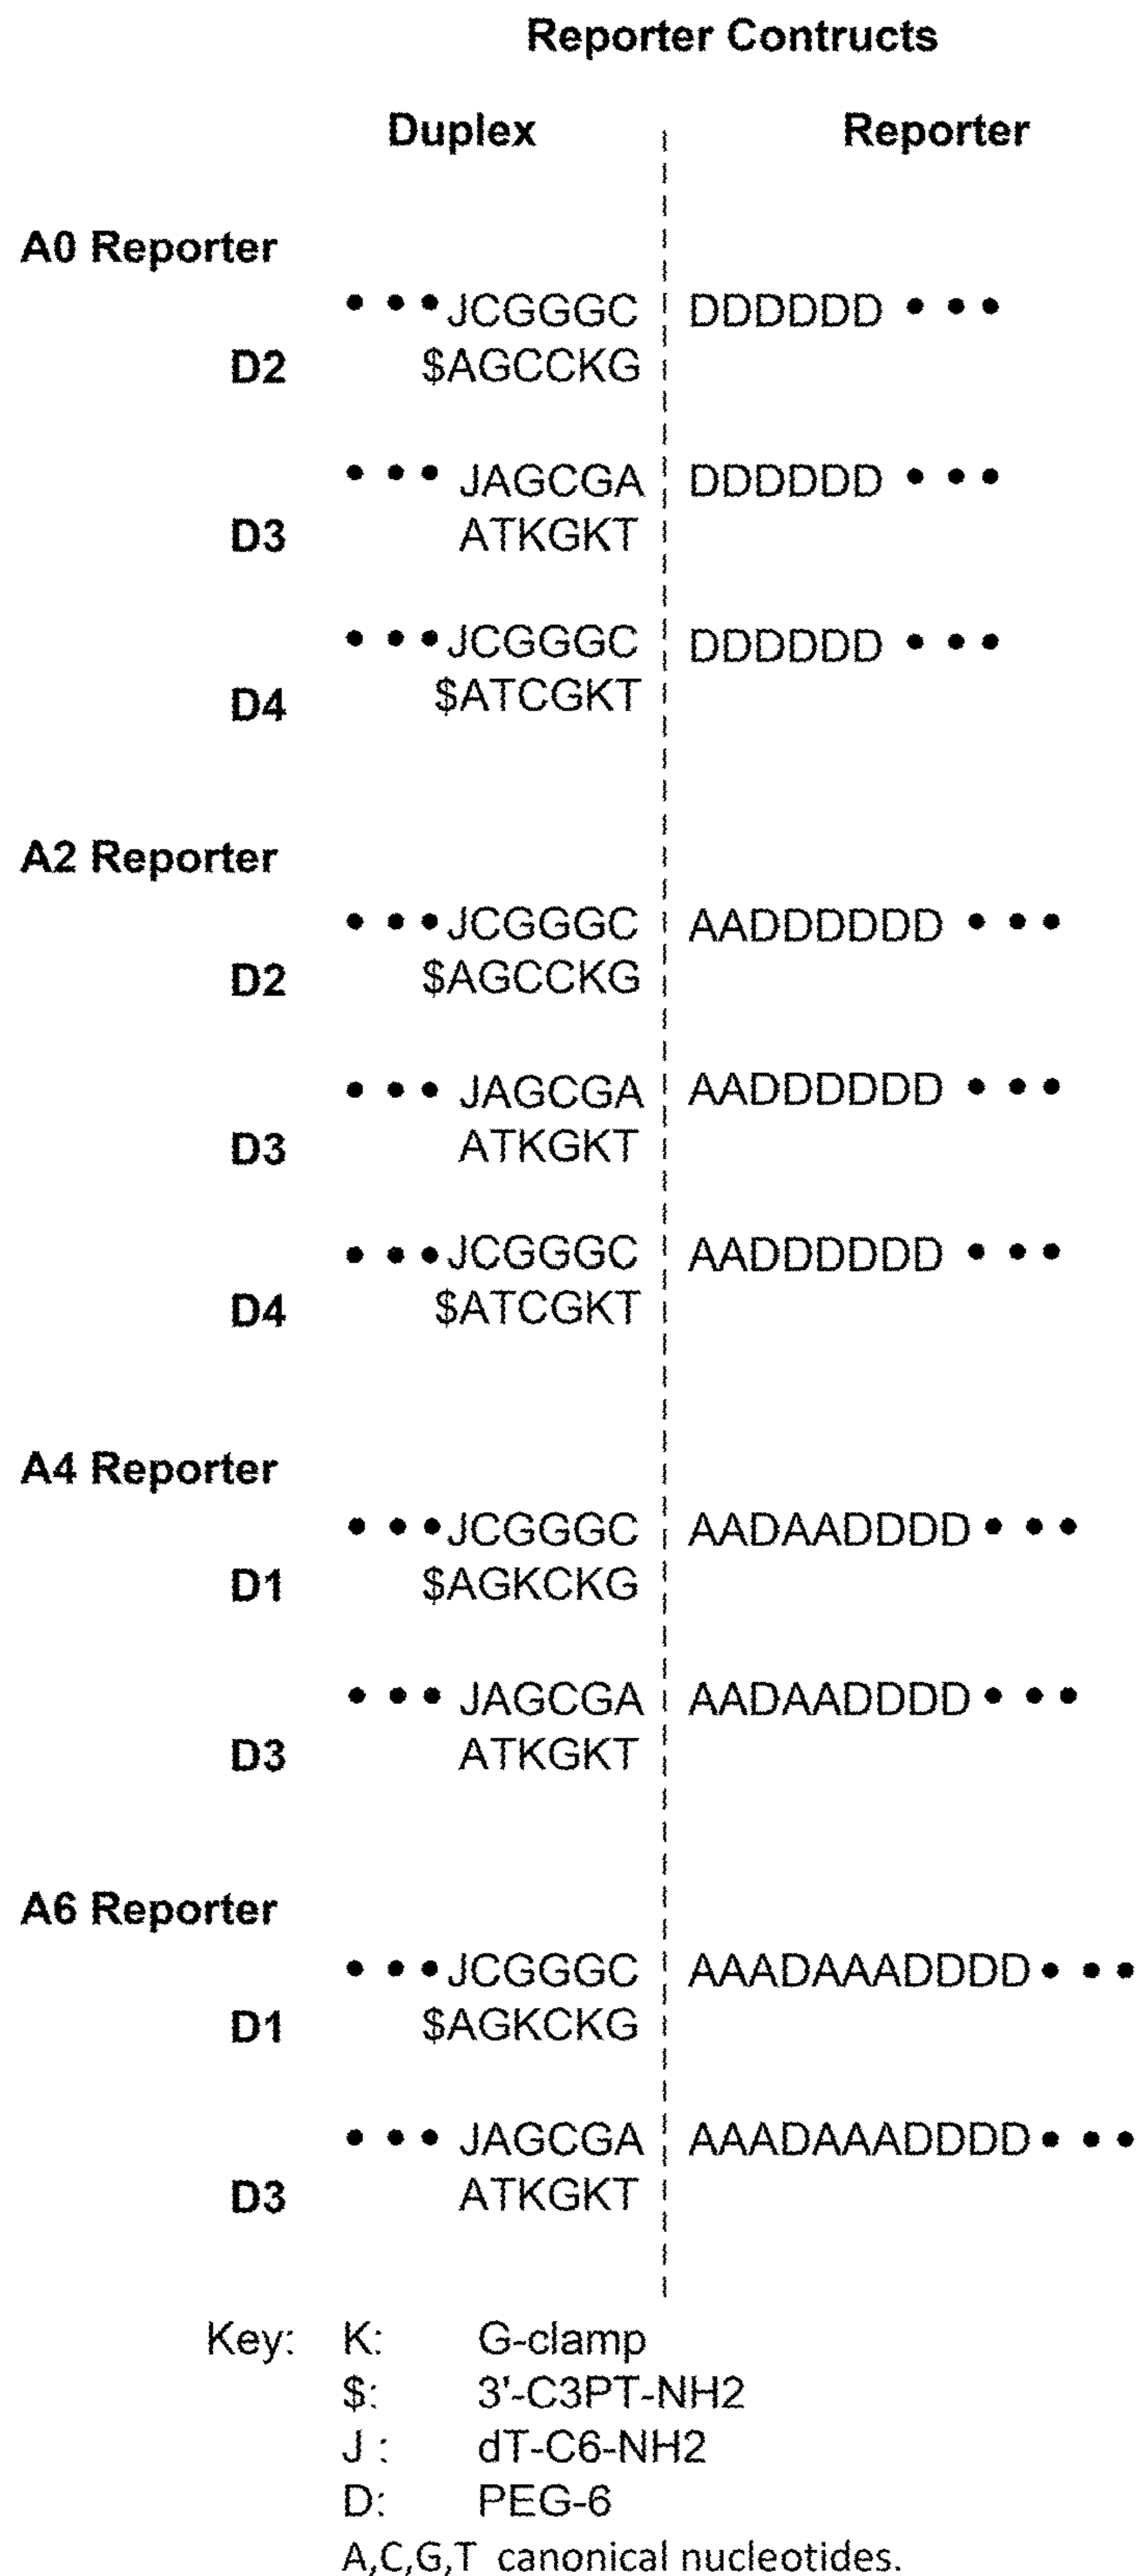 Reporter Contructs
Duplex Reporter
A0 Reporter
• • •JCGGGC DDDDDD • • •
D2 $AGCCKG
• • • JAGCGA DDDDDD • • •
D3 ATKGKT
• • •JCGGGC DDDDDD • • •
D4 $ATCGKT
A2 Reporter
• • •JCGGGC AADDDDDD • • •
D2 $AGCCKG
• • • JAGCGA AADDDDDD • • •
D3 ATKGKT
• • •JCGGGC AADDDDDD • • •
D4 $ATCGKT
A4 Reporter
• • •JCGGGC AADAADDDD • • •
D1 $AGKCKG
• • • JAGCGA AADAADDDD • • •
D3 ATKGKT
A6 Reporter
• • •JCGGGC AAADAAADDDD • • •
D1 $AGKCKG
• • • JAGCGA AAADAAADDDD • • •
D3 ATKGKT
Key: K: G-clamp
$: 3'-C3PT-NH2
J : dT-C6-NH2
D: PEG-6
A,C,G,T canonical nucleotides.